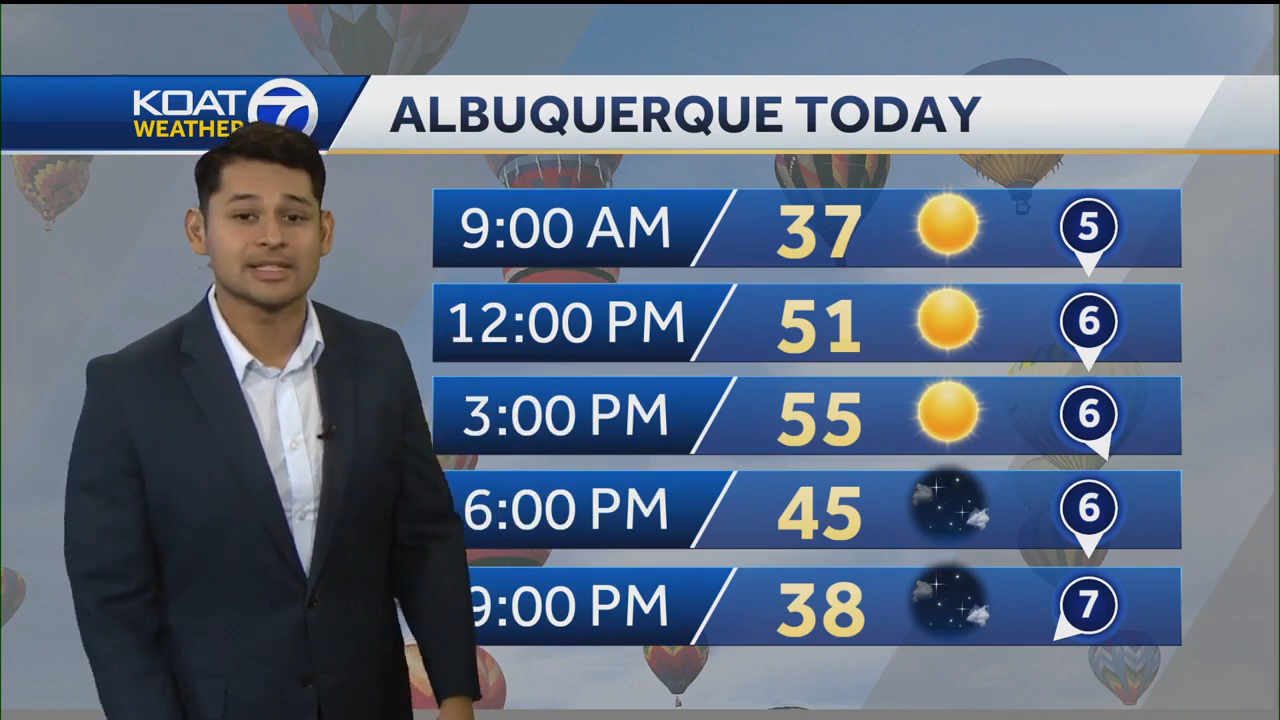 KOAT 7
WEATHER
ALBUQUERQUE TODAY
9:00 AM 37 5
12:00 PM 51 6
3:00 PM 55 6
6:00 PM 45 6
9:00 PM 38 7